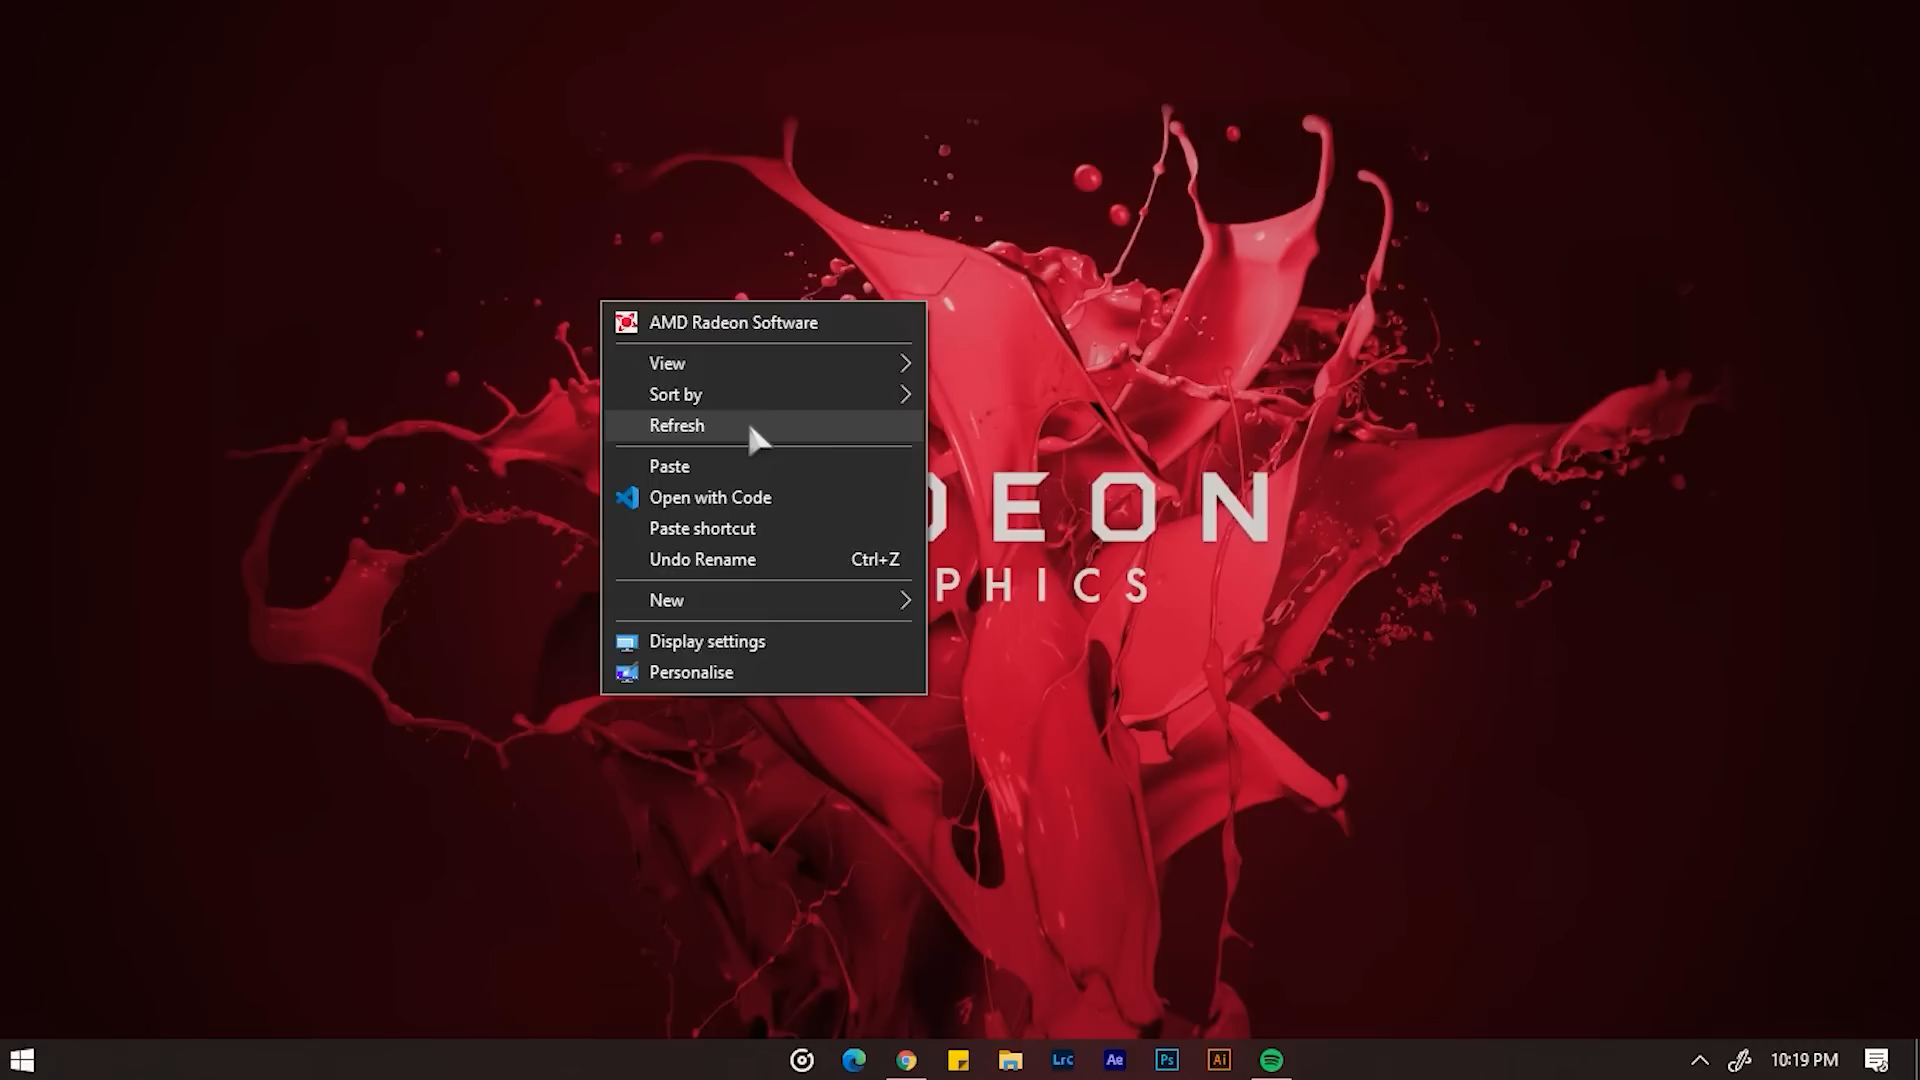 AMD Radeon Software
View
Sort by
Refresh
Paste
Open with Code
Paste shortcut
Undo Rename Ctrl+Z
New
Display settings
Personalise
DEON
PHICS
Lrc Ae Ps Ai 10:19 PM